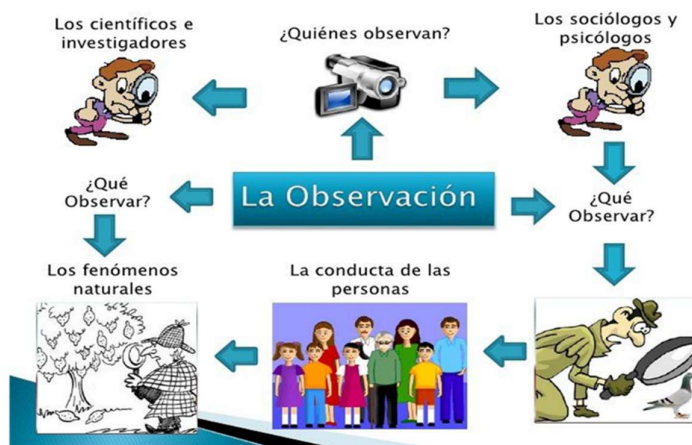 Los científicos e
investigadores
¿Quiénes observan?
Los sociólogos y
psicólogos
¿Qué
Observar?
La Observación
¿Qué
Observar?
Los fenómenos
naturales
La conducta de las
personas